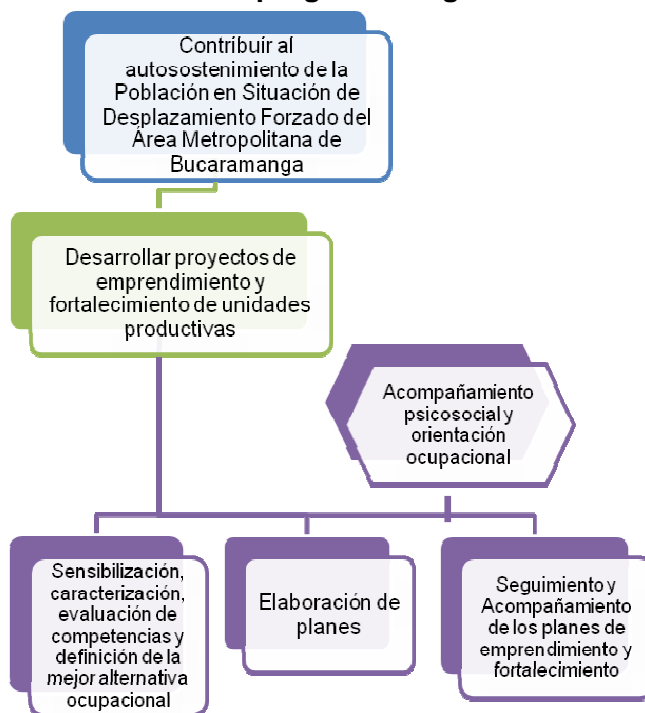 Contribuir al
autosostenimiento de la
Población en Situación de
Desplazamiento Forzado del
Área Metropolitana de
Bucaramanga
Desarrollar proyectos de
emprendimiento y
fortalecimiento de unidades
productivas
Acompañamiento
psicosocial y
orientación
ocupacional
Sensibilización,
caracterización,
evaluación de
competencias y
definición de la
mejor alternativa
ocupacional
Elaboración de
planes
Seguimiento y
Acompañamiento
de los planes de
emprendimiento y
fortalecimiento